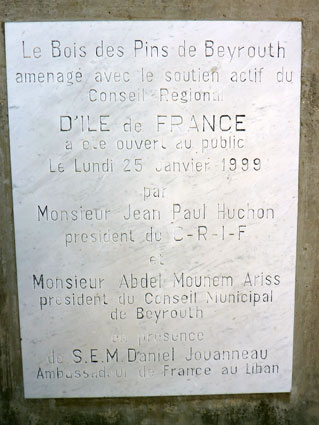 Le Bois des Pins de Beyrouth
amenagé avec le soutien actif du
Conseil Régional
D'ILE de FRANCE
a été ouvert au public
Le Lundi 25 Janvier 1999
par
Monsieur Jean Paul Huchon
président du C-R-I-F
et
Monsieur Abdel Mounem Ariss
président du Conseil Municipal
de Beyrouth
en présence
de S.E.M. Daniel Jouanneau
Ambassadeur de France au Liban